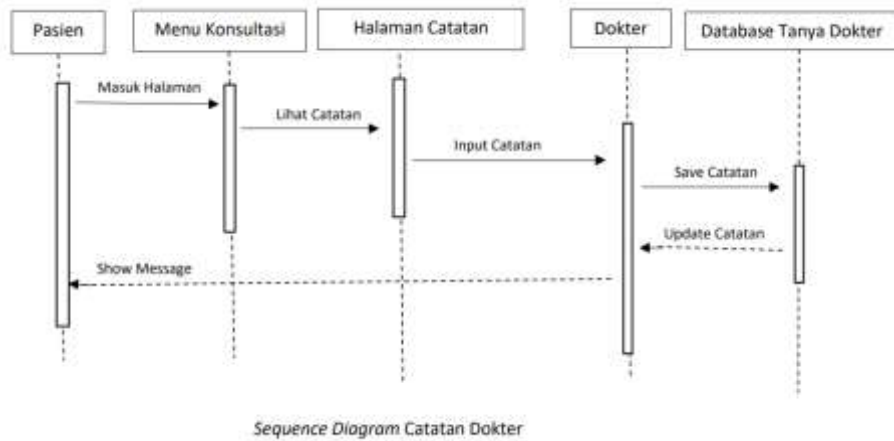 Pasien
Menu Konsultasi
Halaman Catatan
Dokter
Database Tanya Dokter
Masuk Halaman
Lihat Catatan
Input Catatan
Save Catatan
Update Catatan
Show Message
Sequence Diagram Catatan Dokter